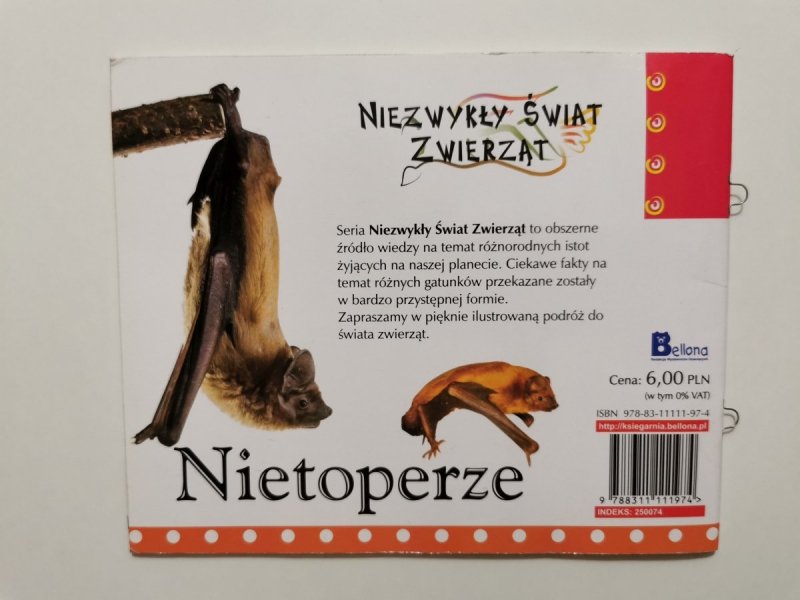 NIEZWYKŁY ŚWIAT
ZWIERZĄT
Seria Niezwykły Świat Zwierząt to obszerne
źródło wiedzy na temat różnorodnych istot
żyjących na naszej planecie. Ciekawe fakty na
temat różnych gatunków przekazane zostały
w bardzo przystępnej formie.
Zapraszamy w pięknie ilustrowaną podróż do
świata zwierząt.
Bellona
Cena: 6,00 PLN
(w tym 0% VAT)
ISBN 978-83-11111-97-4
http://ksiegarnia.bellona.pl
9 788311 111974 >
INDEKS: 250074
Nietoperze